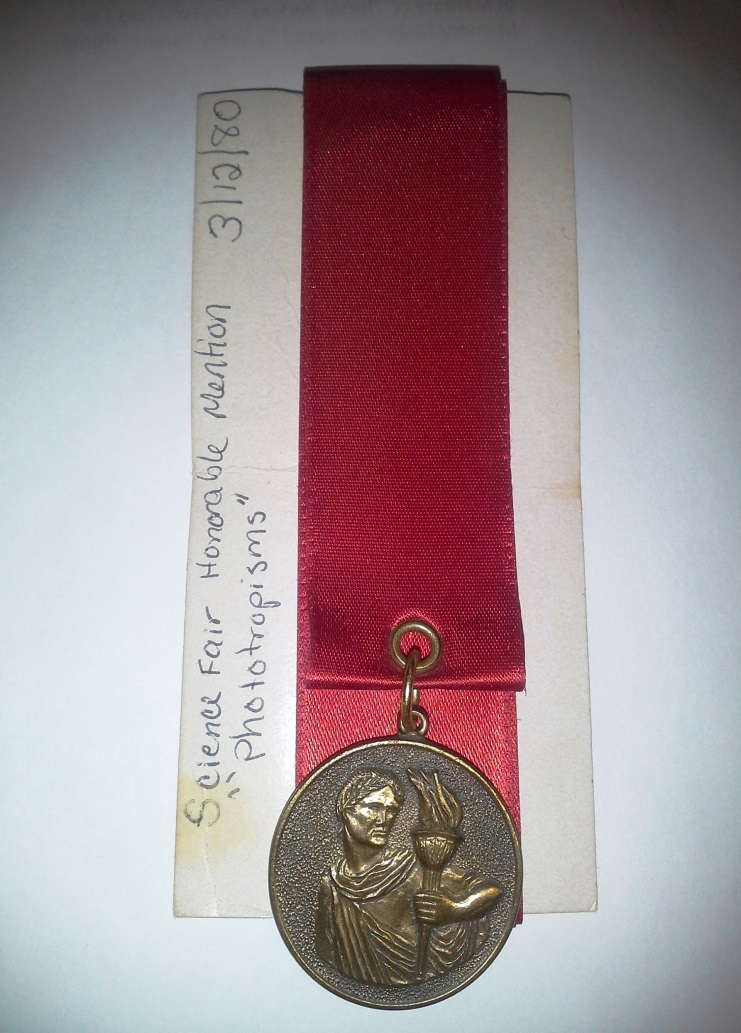 Science Fair Honorable Mention 3/12/80
"Phototropisms"